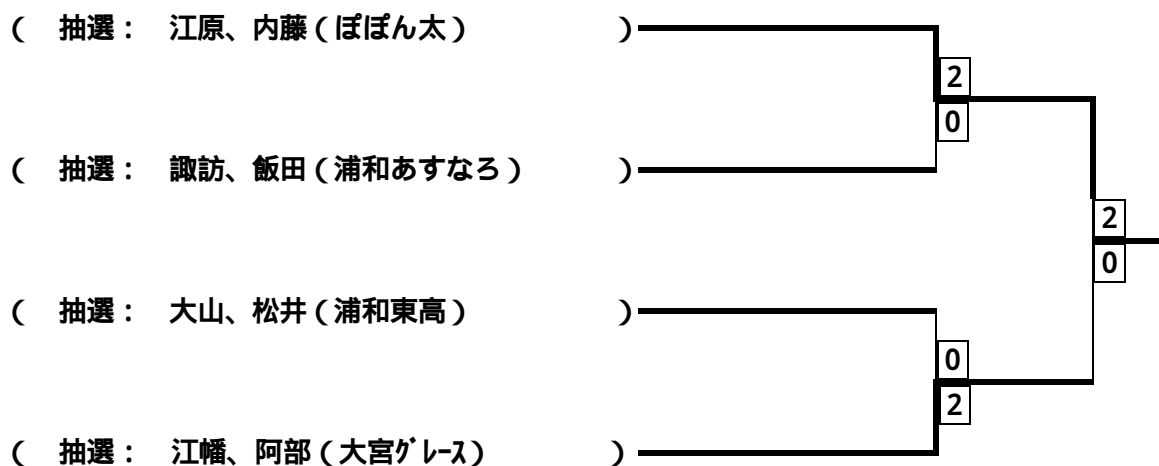 ( 抽選： 江原、内藤（ぽぽん太） )
2
0
( 抽選： 諏訪、飯田（浦和あすなろ） )
2
0
( 抽選： 大山、松井（浦和東高） )
0
2
( 抽選： 江幡、阿部（大宮ｸﾞﾚｰｽ） )